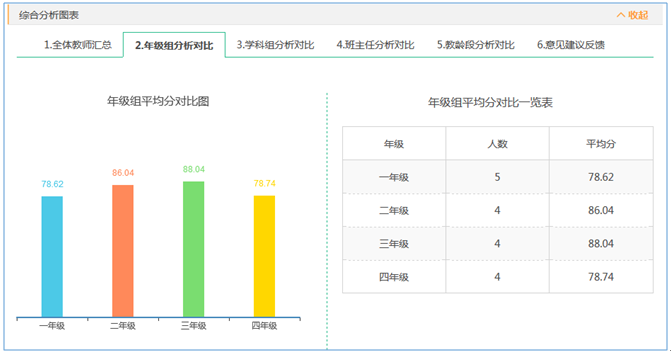 综合分析图表
收起
1.全体教师汇总 2.年级组分析对比 3.学科组分析对比 4.班主任分析对比 5.教龄段分析对比 6.意见建议反馈
年级组平均分对比图
78.62 86.04 88.04 78.74
一年级 二年级 三年级 四年级
年级组平均分对比一览表
年级 人数 平均分
一年级 5 78.62
二年级 4 86.04
三年级 4 88.04
四年级 4 78.74